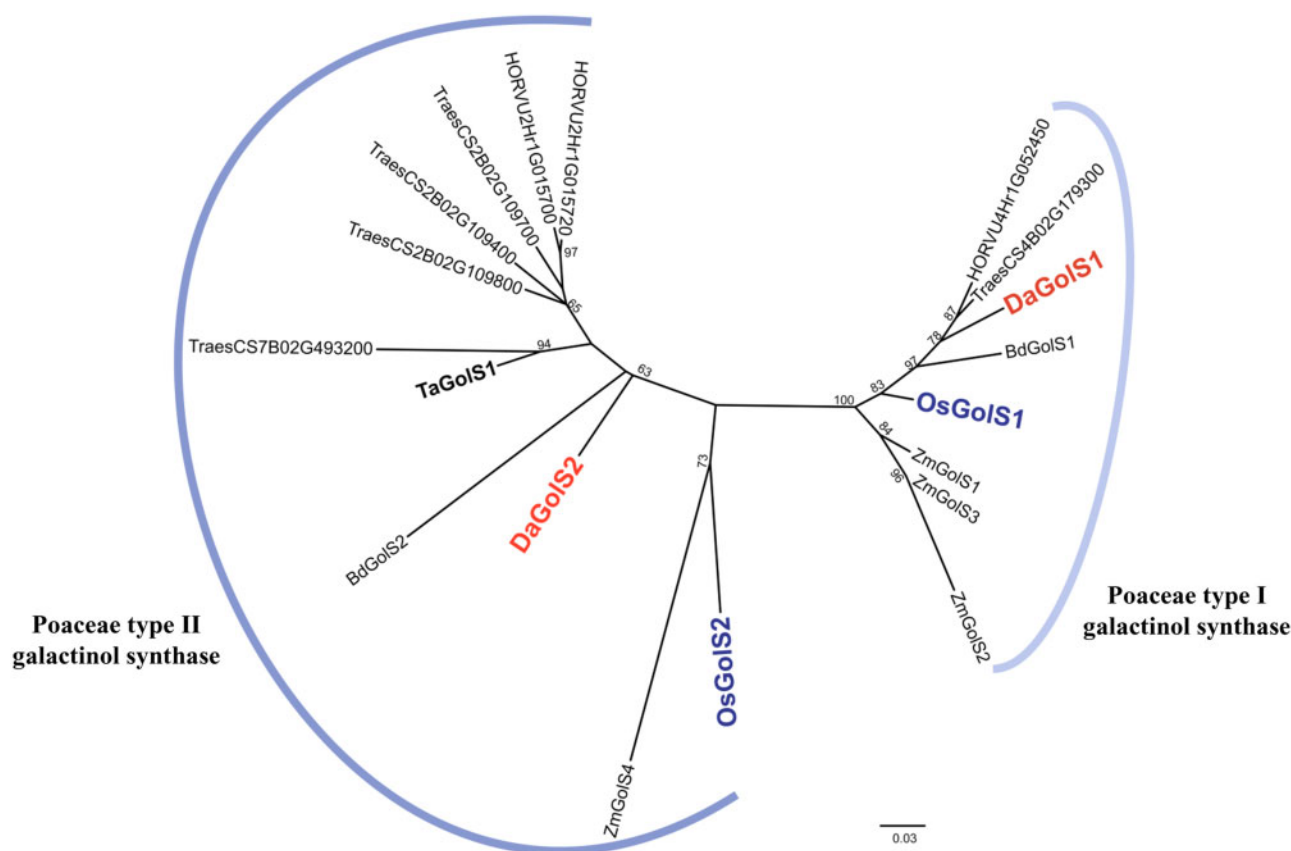 HORVU2Hr1G015720
HORVU2Hr1G015700
TraesCS2B02G109700
TraesCS2B02G109400
TraesCS2B02G109800
TraesCS7B02G493200
TaGolS1
BdGolS2
DaGolS2
ZmGolS4
OsGolS2
97
65
94
63
73
100
HORVU4Hr1G052450
TraesCS4B02G179300
DaGolS1
BdGolS1
OsGolS1
ZmGolS1
ZmGolS3
ZmGolS2
87
78
97
83
84
96
Poaceae type II
galactinol synthase
Poaceae type I
galactinol synthase
0.03